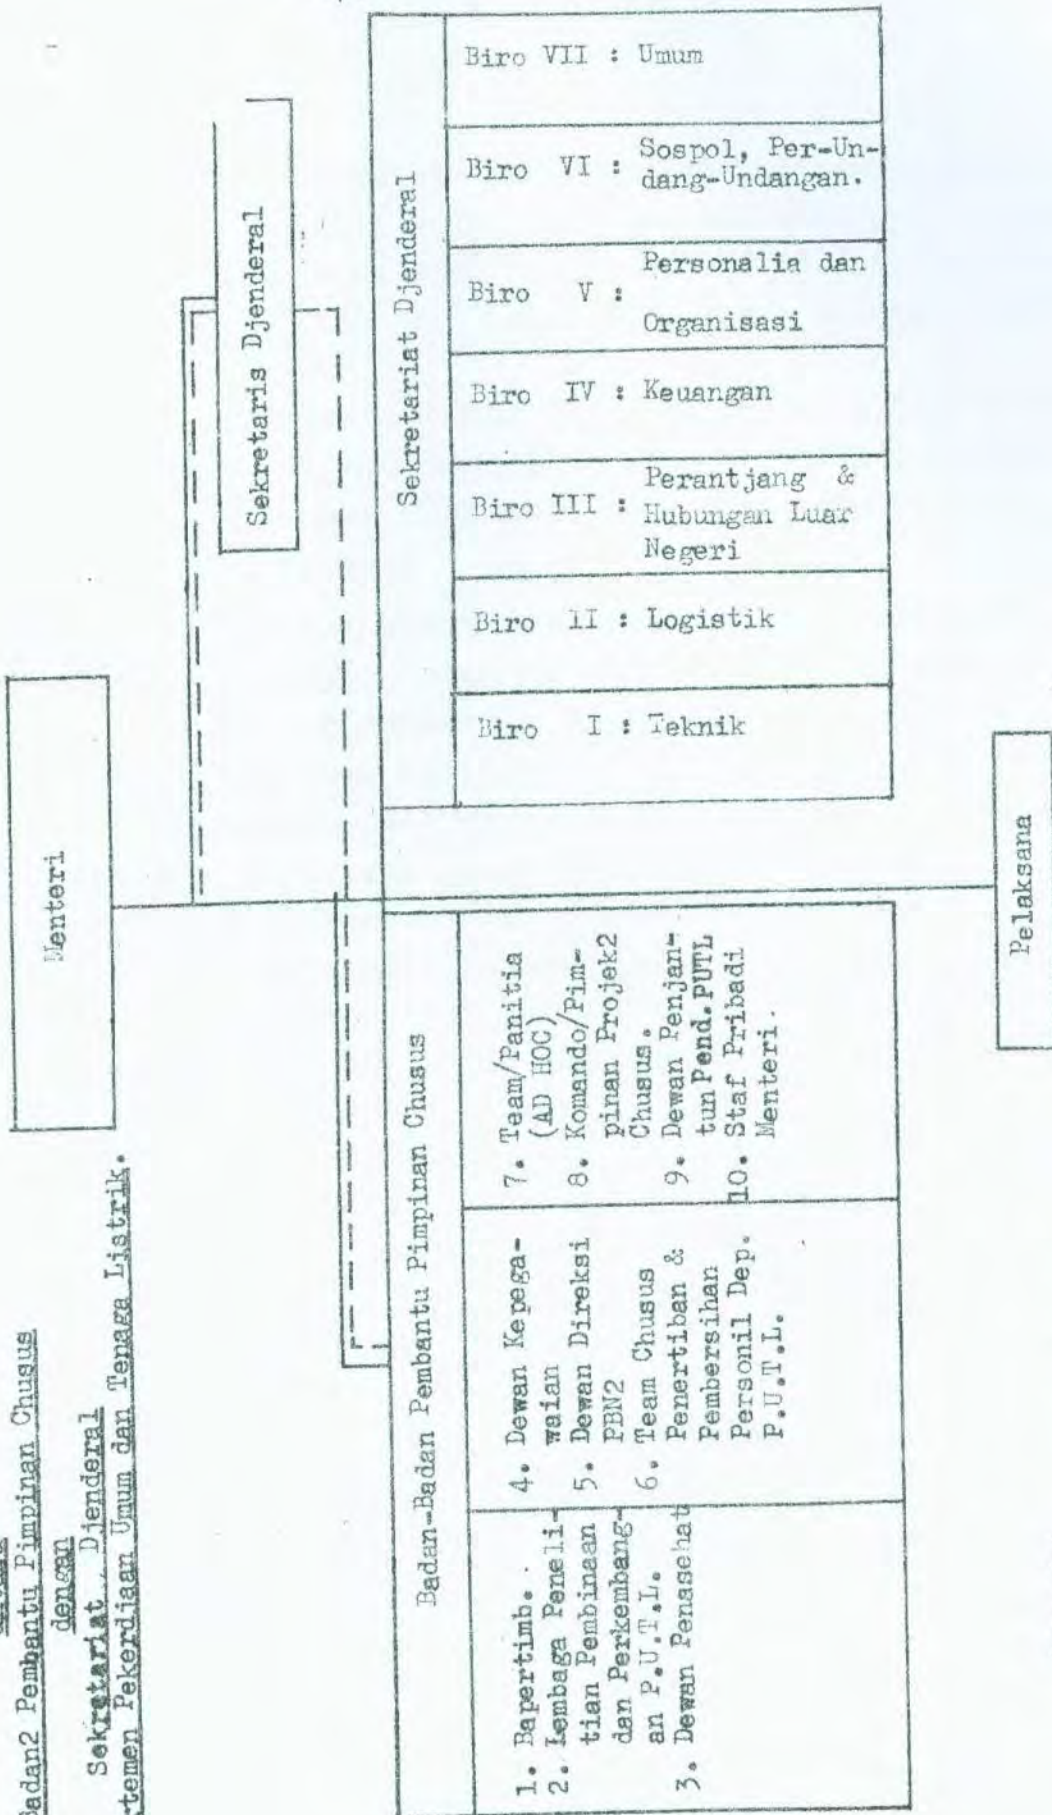 Badan2 Pembantu Pimpinan Chusus
dengan
Sekretariat Djenderal
Pekerdjaan Umum dan Tenaga Listrik.
Menteri
Sekretaris Djenderal
Badan-Badan Pembantu Pimpinan Chusus
1. Bapertimb.
2. Lembaga Peneli-
tian Pembinaan
dan Perkembang-
an P.U.T.L.
3. Dewan Penasehat
4. Dewan Kepega-
waian
5. Dewan Direksi
PBN2
6. Team Chusus
Penertiban &
Pembersihan
Personil Dep.
P.U.T.L.
7. Team/Panitia
(AD HOC)
8. Komando/Pim-
pinan Projek2
Chusus.
9. Dewan Penjan-
tun Pend.PUTL
10. Staf Pribadi
Menteri.
Sekretariat Djenderal
Biro I : Teknik
Biro II : Logistik
Biro III : Perantjang &
Hubungan Luar
Negeri
Biro IV : Keuangan
Biro V : Personalia dan
Organisasi
Biro VI : Sospol, Per-Un-
dang-Undangan.
Biro VII : Umum
Pelaksana